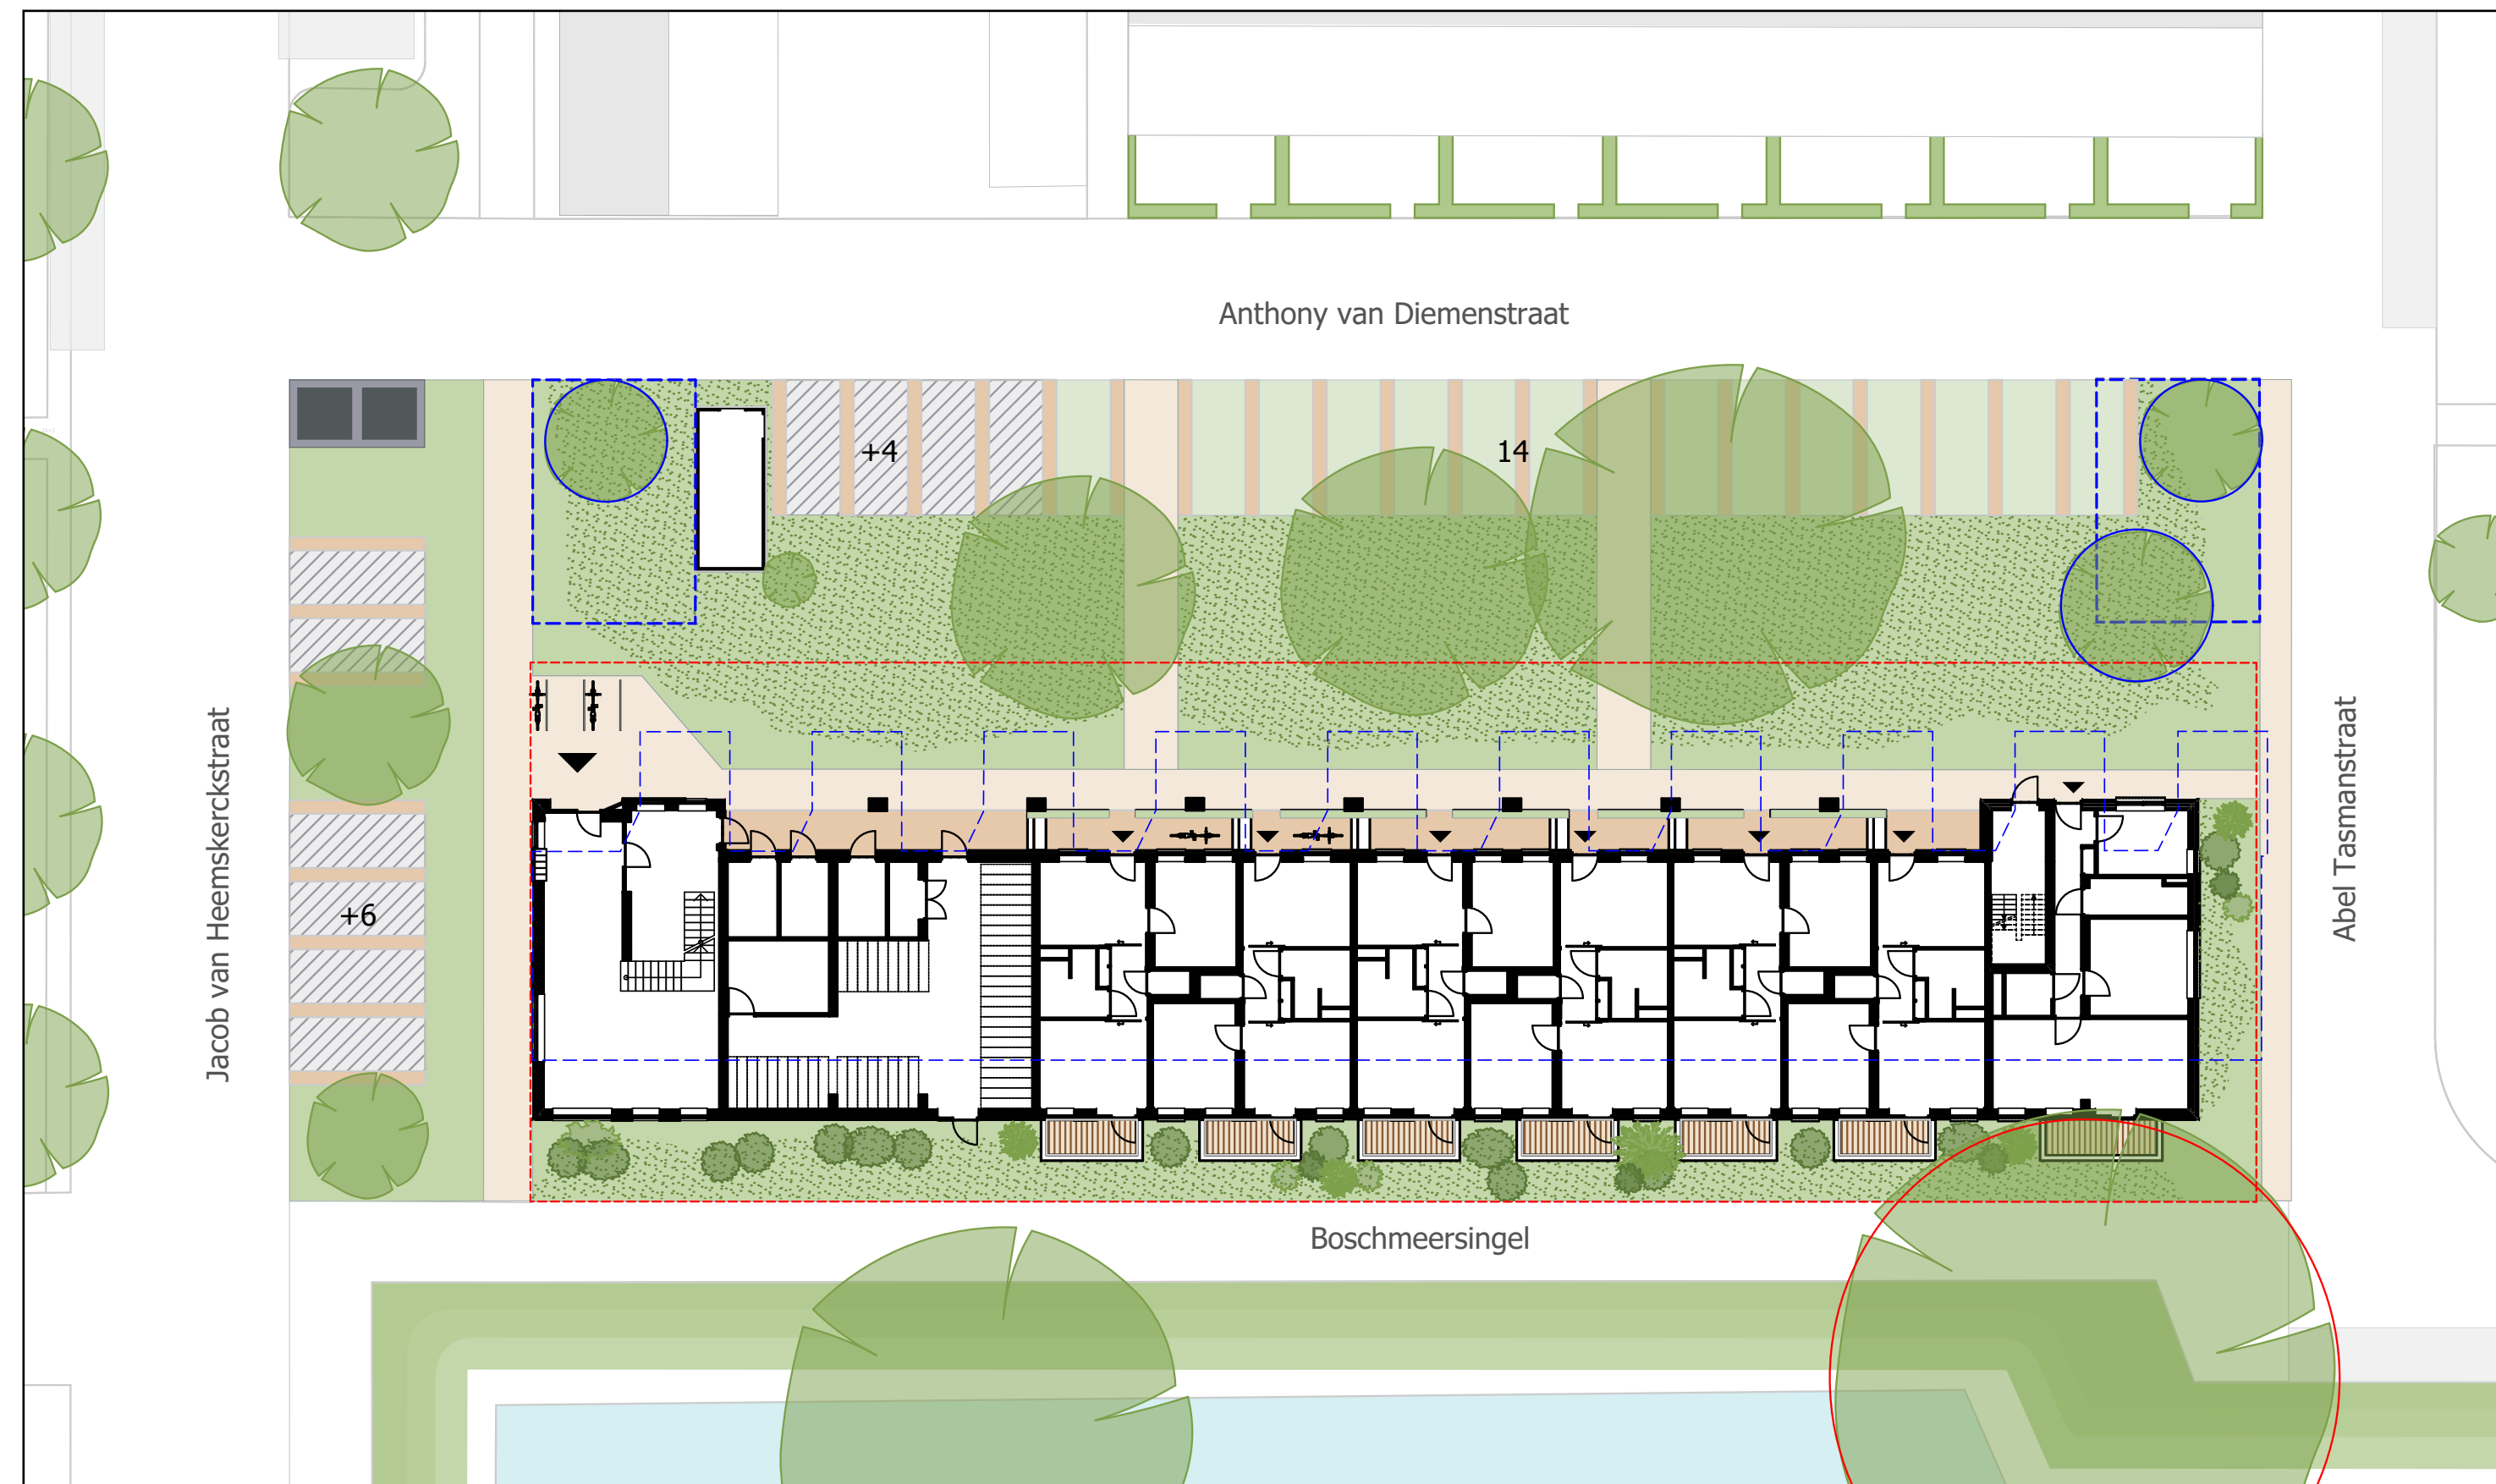 Anthony van Diemenstraat
+4
14
Jacob van Heemskerckstraat
+6
Abel Tasmanstraat
Boschmeersingel